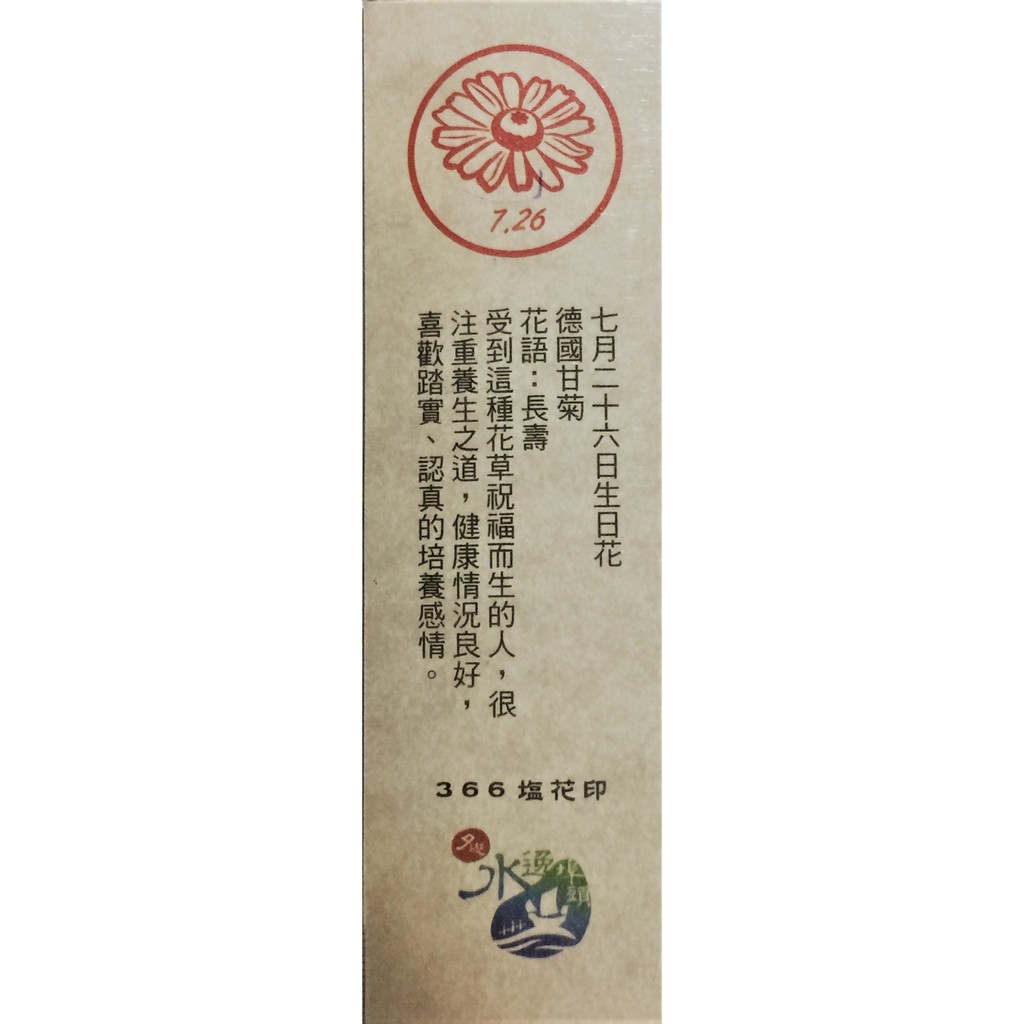 7.26
七月二十六日生日花
德國甘菊
花語：長壽
受到這種花草祝福而生的人，很
注重養生之道，健康情況良好，
喜歡踏實、認真的培養感情。
366塩花印
水